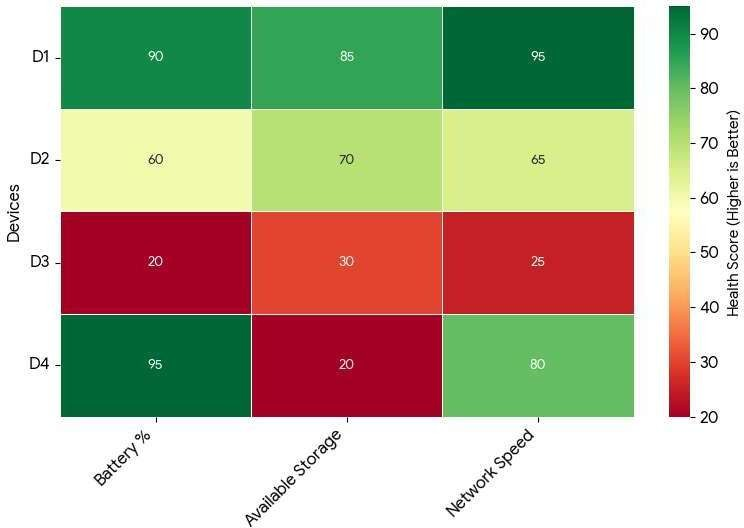 Devices
D1
90
85
95
D2
60
70
65
D3
20
30
25
D4
95
20
80
Battery %
Available Storage
Network Speed
90
80
70
60
50
40
30
20
Health Score (Higher is Better)